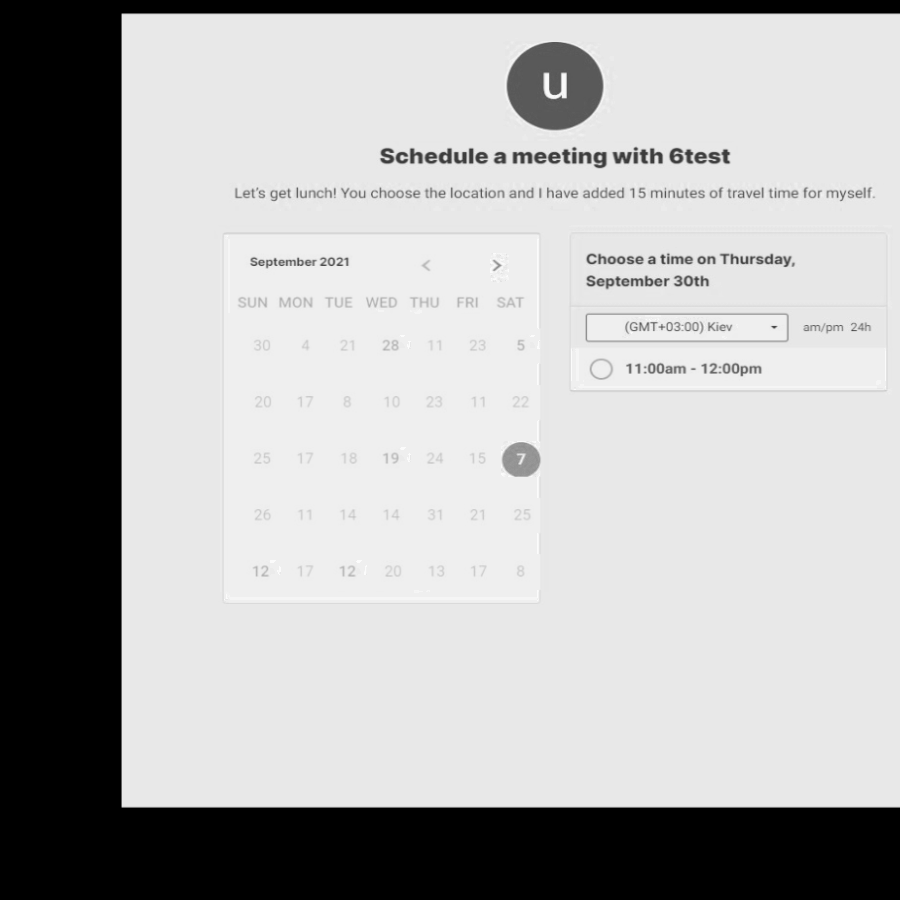 u
Schedule a meeting with 6test
Let's get lunch! You choose the location and I have added 15 minutes of travel time for myself.
September 2021 < >
SUN MON TUE WED THU FRI SAT
30 4 21 28 11 23 5
20 17 8 10 23 11 22
25 17 18 19 24 15 7
26 11 14 14 31 21 25
12 17 12 20 13 17 8
Choose a time on Thursday,
September 30th
(GMT+03:00) Kiev am/pm 24h
11:00am - 12:00pm